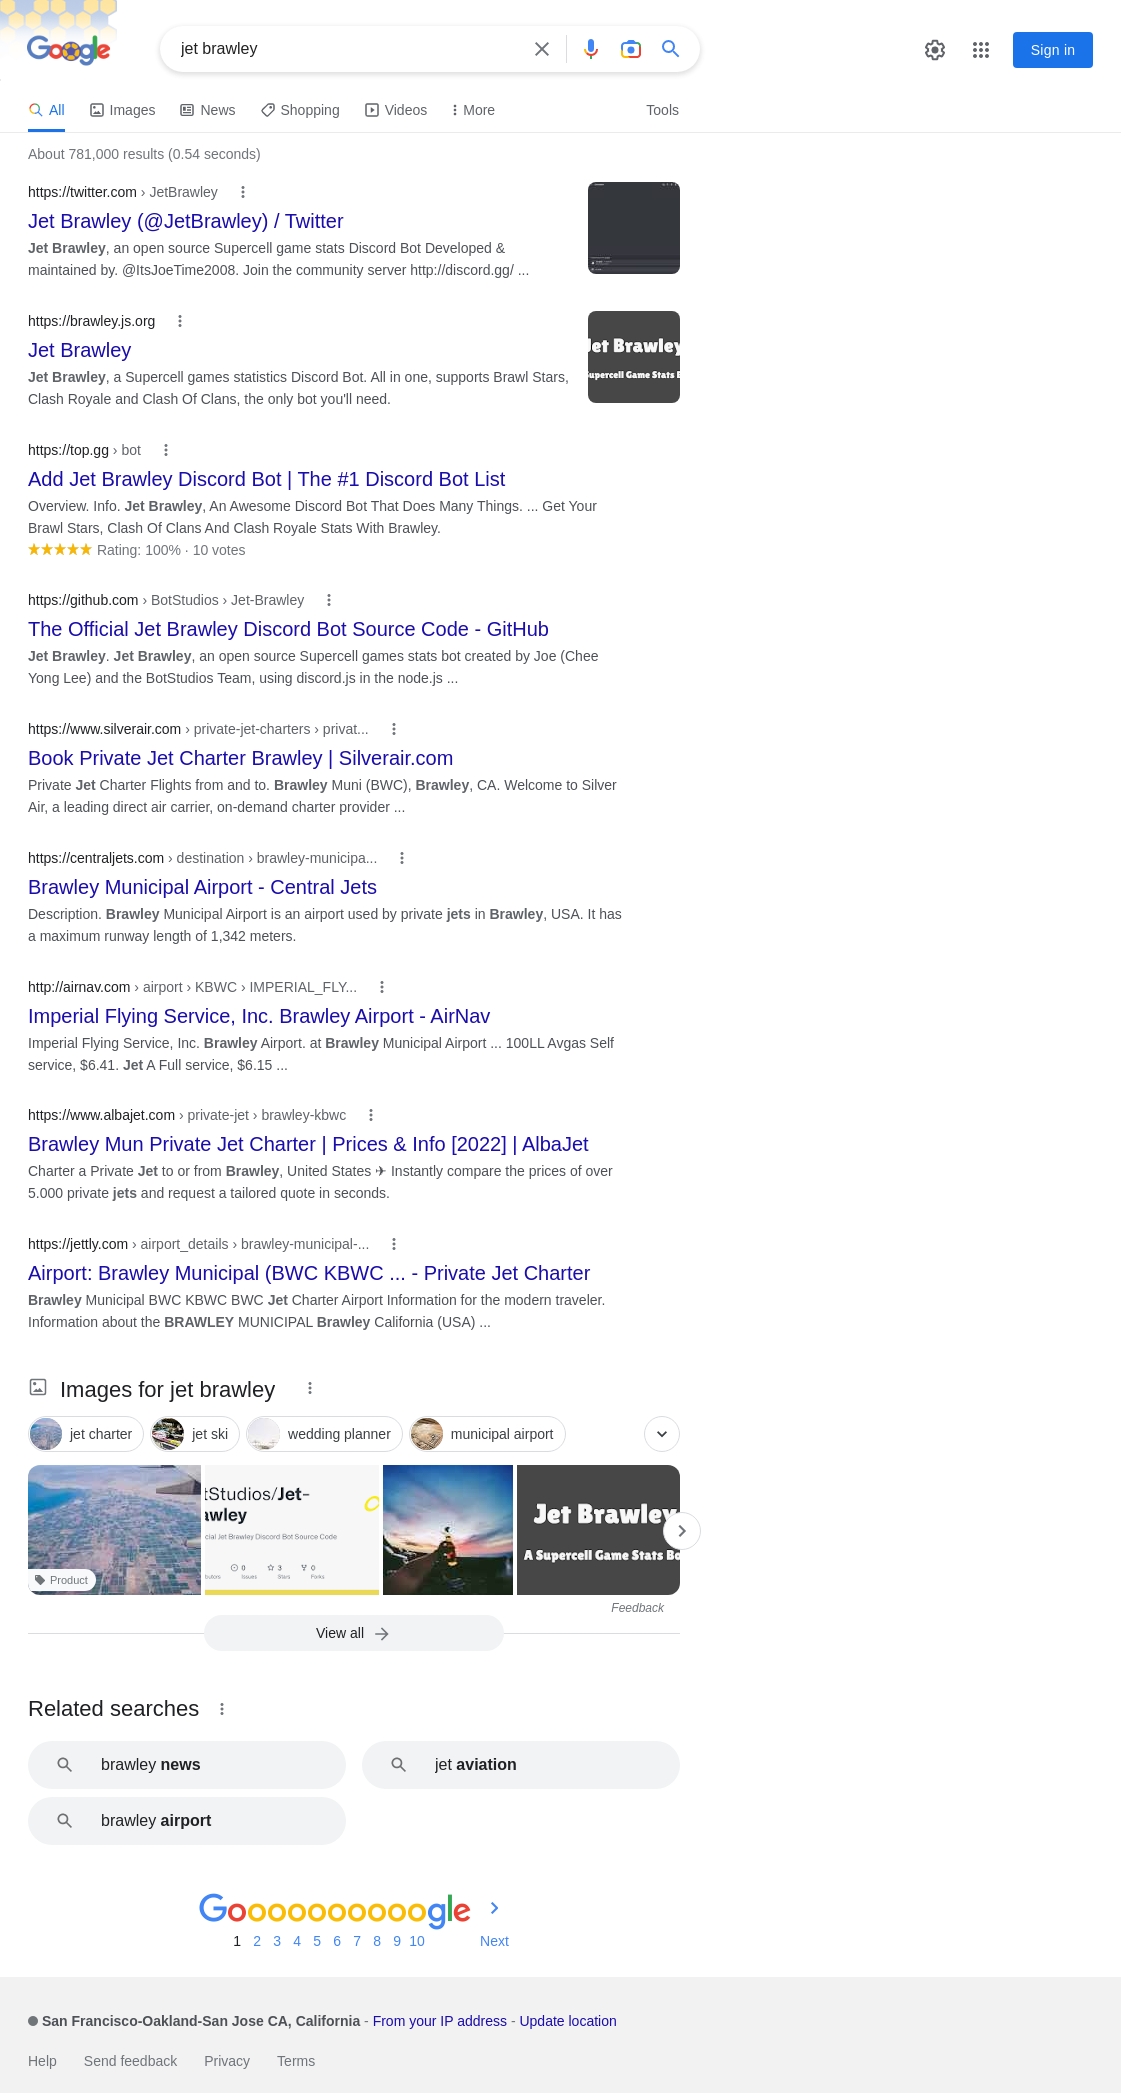 Google
jet brawley
Sign in
All
Images
News
Shopping
Videos
More
Tools
About 781,000 results (0.54 seconds)
https://twitter.com › JetBrawley
Jet Brawley (@JetBrawley) / Twitter
Jet Brawley, an open source Supercell game stats Discord Bot Developed &
maintained by. @ItsJoeTime2008. Join the community server http://discord.gg/ ...
https://brawley.js.org
Jet Brawley
Jet Brawley, a Supercell games statistics Discord Bot. All in one, supports Brawl Stars,
Clash Royale and Clash Of Clans, the only bot you'll need.
Jet Brawley
Supercell Game Stats B
https://top.gg › bot
Add Jet Brawley Discord Bot | The #1 Discord Bot List
Overview. Info. Jet Brawley, An Awesome Discord Bot That Does Many Things. ... Get Your
Brawl Stars, Clash Of Clans And Clash Royale Stats With Brawley.
Rating: 100% · 10 votes
https://github.com › BotStudios › Jet-Brawley
The Official Jet Brawley Discord Bot Source Code - GitHub
Jet Brawley. Jet Brawley, an open source Supercell games stats bot created by Joe (Chee
Yong Lee) and the BotStudios Team, using discord.js in the node.js ...
https://www.silverair.com › private-jet-charters › privat...
Book Private Jet Charter Brawley | Silverair.com
Private Jet Charter Flights from and to. Brawley Muni (BWC), Brawley, CA. Welcome to Silver
Air, a leading direct air carrier, on-demand charter provider ...
https://centraljets.com › destination › brawley-municipa...
Brawley Municipal Airport - Central Jets
Description. Brawley Municipal Airport is an airport used by private jets in Brawley, USA. It has
a maximum runway length of 1,342 meters.
http://airnav.com › airport › KBWC › IMPERIAL_FLY...
Imperial Flying Service, Inc. Brawley Airport - AirNav
Imperial Flying Service, Inc. Brawley Airport. at Brawley Municipal Airport ... 100LL Avgas Self
service, $6.41. Jet A Full service, $6.15 ...
https://www.albajet.com › private-jet › brawley-kbwc
Brawley Mun Private Jet Charter | Prices & Info [2022] | AlbaJet
Charter a Private Jet to or from Brawley, United States ✈ Instantly compare the prices of over
5.000 private jets and request a tailored quote in seconds.
https://jettly.com › airport_details › brawley-municipal-...
Airport: Brawley Municipal (BWC KBWC ... - Private Jet Charter
Brawley Municipal BWC KBWC BWC Jet Charter Airport Information for the modern traveler.
Information about the BRAWLEY MUNICIPAL Brawley California (USA) ...
Images for jet brawley
jet charter
jet ski
wedding planner
municipal airport
Product
tStudios/Jet-
awley
cial Jet Brawley Discord Bot Source Code
0
3
0
Issues
Stars
Forks
Jet Brawley
A Supercell Game Stats Bo
Feedback
View all
Related searches
brawley news
jet aviation
brawley airport
Goooooooooogle
1 2 3 4 5 6 7 8 9 10 Next
San Francisco-Oakland-San Jose CA, California - From your IP address - Update location
Help Send feedback Privacy Terms